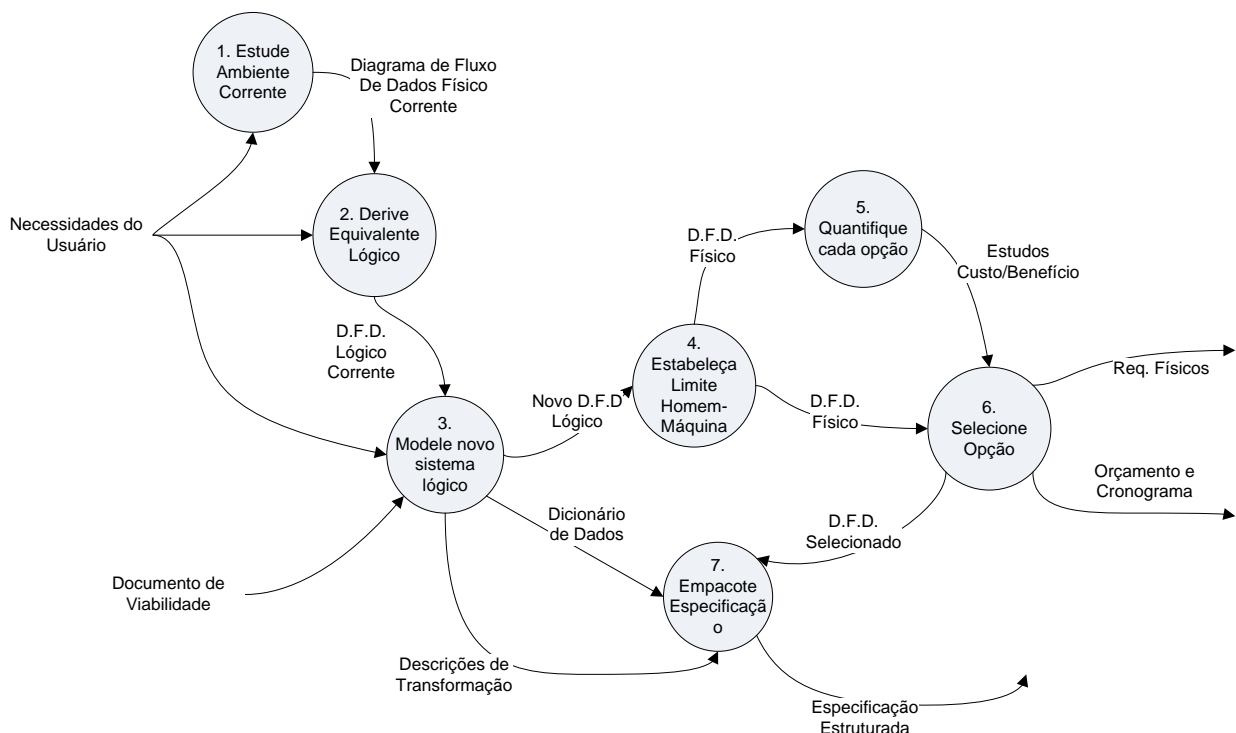 1. Estude
Ambiente
Corrente
Diagrama de Fluxo
De Dados Físico
Corrente
Necessidades do
Usuário
2. Derive
Equivalente
Lógico
D.F.D.
Lógico
Corrente
3.
Modele novo
sistema
lógico
Documento de
Viabilidade
Novo D.F.D
Lógico
4.
Estabeleça
Limite
Homem-
Máquina
D.F.D.
Físico
5.
Quantifique
cada opção
Estudos
Custo/Benefício
D.F.D.
Físico
6.
Selecione
Opção
Req. Físicos
Orçamento e
Cronograma
D.F.D.
Selecionado
Dicionário
de Dados
7.
Empacote
Especificaçã
o
Descrições de
Transformação
Especificação
Estruturada